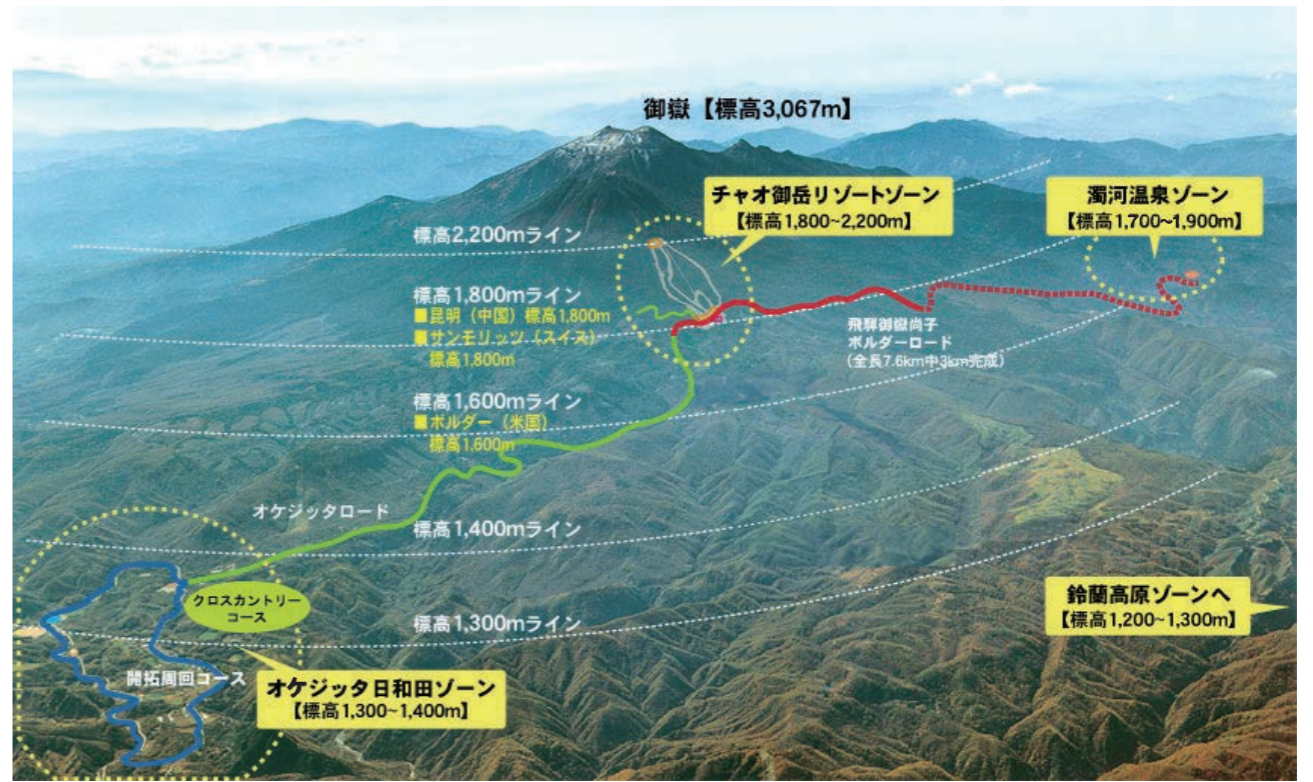 御嶽【標高3,067m】
チャオ御岳リゾートゾーン
【標高1,800~2,200m】
濁河温泉ゾーン
【標高1,700~1,900m】
標高2,200mライン
標高1,800mライン
■昆明（中国）標高1,800m
■サンモリッツ（スイス）
標高1,800m
飛騨御嶽尚子
ボルダーロード
（全長7.6km中3km完成）
標高1,600mライン
■ボルダー（米国）
標高1,600m
オケジッタロード
標高1,400mライン
クロスカントリー
コース
鈴蘭高原ゾーンへ
【標高1,200~1,300m】
標高1,300mライン
開拓周回コース
オケジッタ日和田ゾーン
【標高1,300~1,400m】